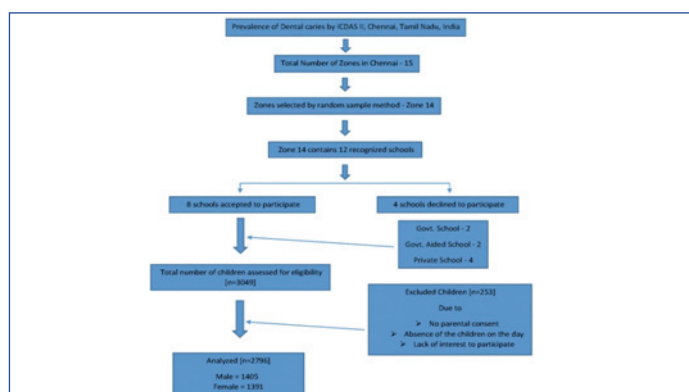 Prevalence of Dental caries by ICDAS II, Chennai, Tamil Nadu, India
Total Number of Zones in Chennai - 15
Zones selected by random sample method - Zone 14
Zone 14 contains 12 recognized schools
8 schools accepted to participate
4 schools declined to participate
Govt. School - 2
Govt. Aided School - 2
Private School - 4
Total number of children assessed for eligibility
[n=3049]
Excluded Children [n=253]
Due to
➤ No parental consent
➤ Absence of the children on the day
➤ Lack of interest to participate
Analyzed [n=2796]
Male = 1405
Female = 1391